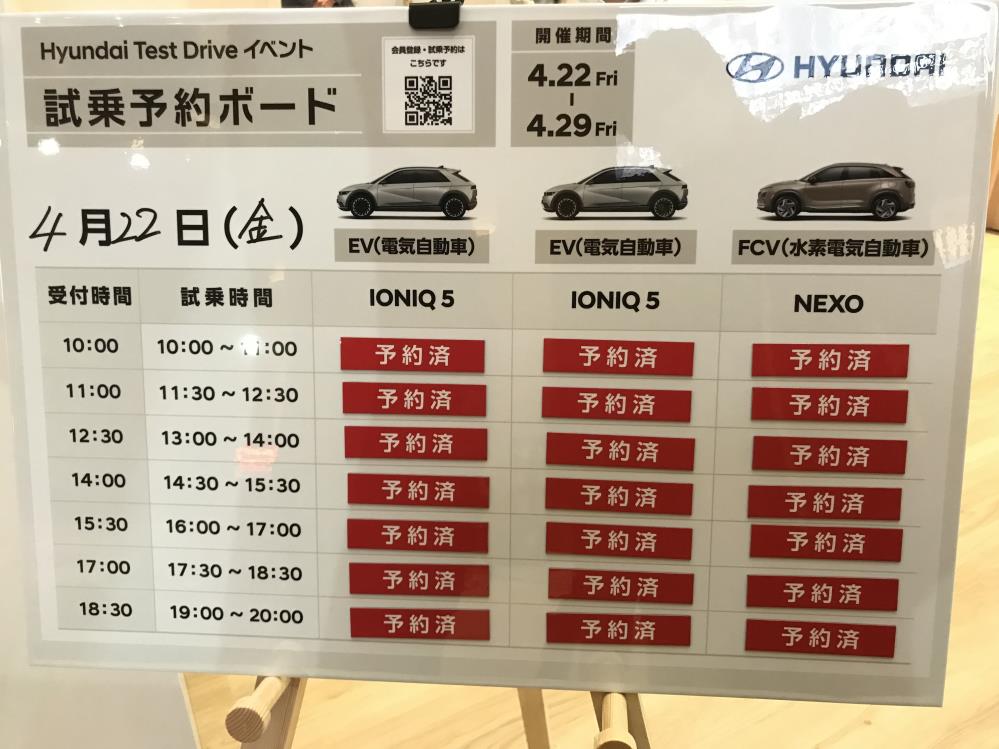 Hyundai Test Drive イベント
試乗予約ボード
会員登録・試乗予約は
こちらです
開催期間
4.22 Fri
-
4.29 Fri
HYUNDAI
4月22日(金)
EV(電気自動車)
EV(電気自動車)
FCV(水素電気自動車)
受付時間 試乗時間 IONIQ 5 IONIQ 5 NEXO
10:00 10:00 ~ 11:00 予約済 予約済 予約済
11:00 11:30 ~ 12:30 予約済 予約済 予約済
12:30 13:00 ~ 14:00 予約済 予約済 予約済
14:00 14:30 ~ 15:30 予約済 予約済 予約済
15:30 16:00 ~ 17:00 予約済 予約済 予約済
17:00 17:30 ~ 18:30 予約済 予約済 予約済
18:30 19:00 ~ 20:00 予約済 予約済 予約済